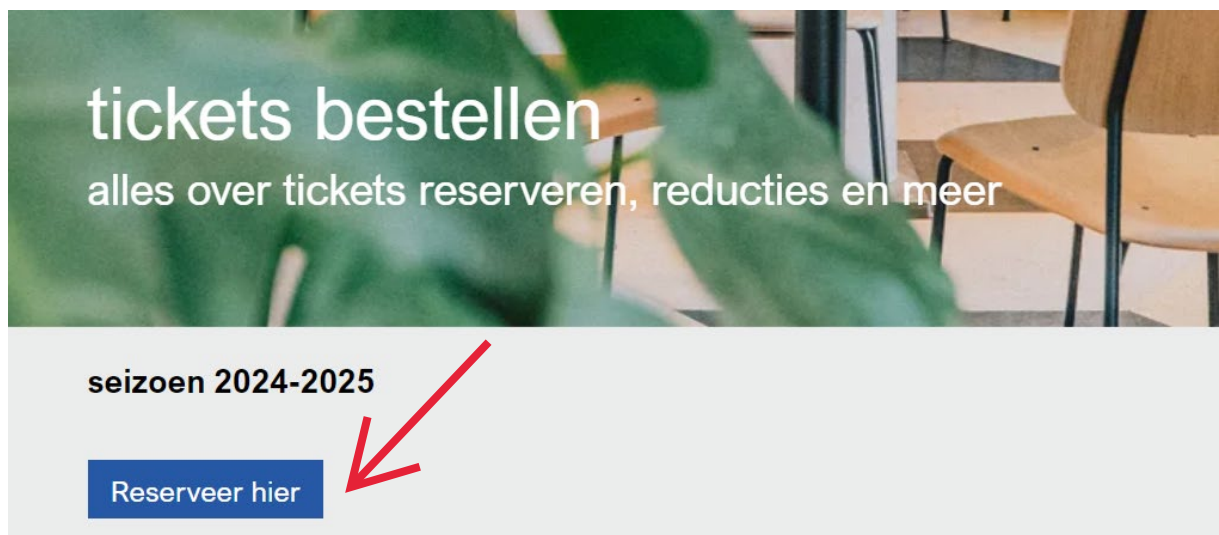 tickets bestellen
alles over tickets reserveren, reducties en meer
seizoen 2024-2025
Reserveer hier